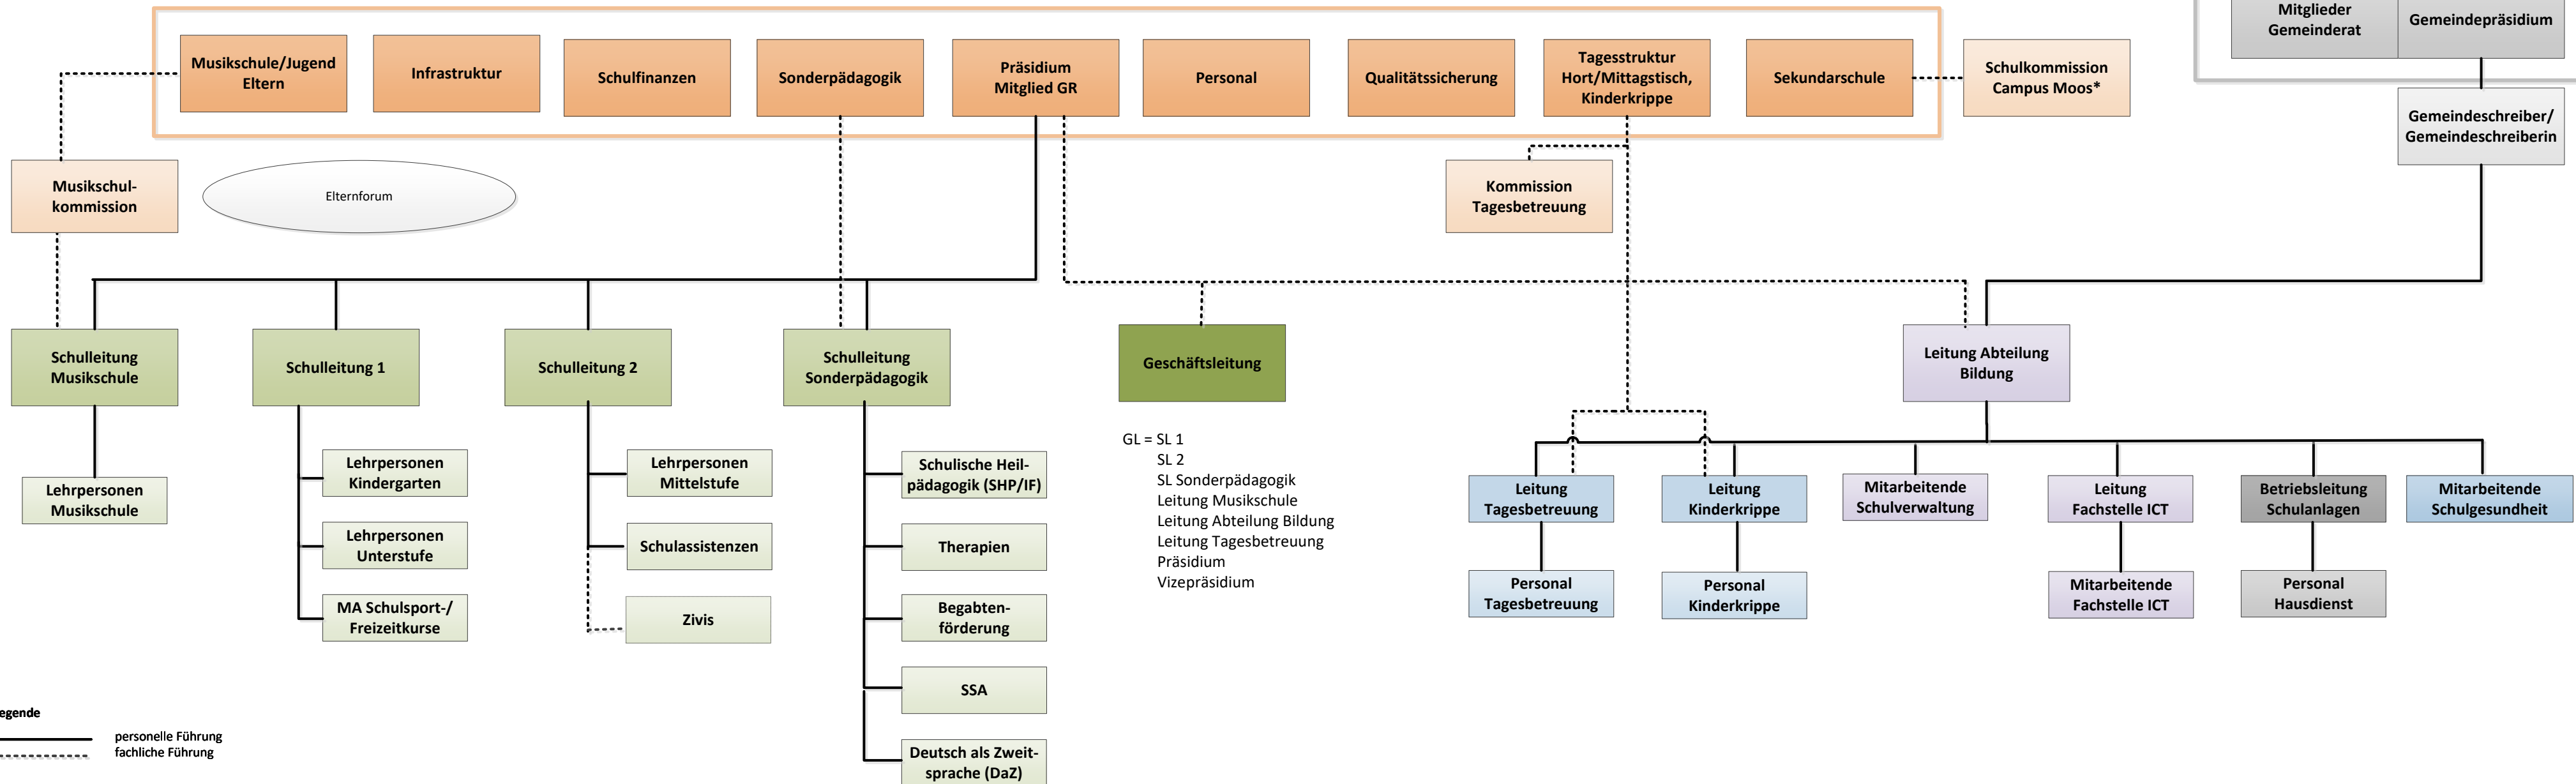 Mitglieder
Gemeinderat
Gemeindepräsidium
Musikschule/Jugend
Eltern
Infrastruktur
Schulfinanzen
Sonderpädagogik
Präsidium
Mitglied GR
Personal
Qualitätssicherung
Tagesstruktur
Hort/Mittagstisch,
Kinderkrippe
Sekundarschule
Schulkommission
Campus Moos*
Gemeindeschreiber/
Gemeindeschreiberin
Musikschul-
kommission
Elternforum
Kommission
Tagesbetreuung
Schulleitung
Musikschule
Schulleitung 1
Schulleitung 2
Schulleitung
Sonderpädagogik
Geschäftsleitung
Leitung Abteilung
Bildung
GL = SL 1
SL 2
SL Sonderpädagogik
Leitung Musikschule
Leitung Abteilung Bildung
Leitung Tagesbetreuung
Präsidium
Vizepräsidium
Lehrpersonen
Musikschule
Lehrpersonen
Kindergarten
Lehrpersonen
Unterstufe
MA Schulsport-/
Freizeitkurse
Lehrpersonen
Mittelstufe
Schulassistenzen
Zivis
Schulische Heil-
pädagogik (SHP/IF)
Therapien
Begabten-
förderung
SSA
Deutsch als Zweit-
sprache (DaZ)
Leitung
Tagesbetreuung
Leitung
Kinderkrippe
Mitarbeitende
Schulverwaltung
Leitung
Fachstelle ICT
Betriebsleitung
Schulanlagen
Mitarbeitende
Schulgesundheit
Personal
Tagesbetreuung
Personal
Kinderkrippe
Mitarbeitende
Fachstelle ICT
Personal
Hausdienst
egende
personelle Führung
fachliche Führung